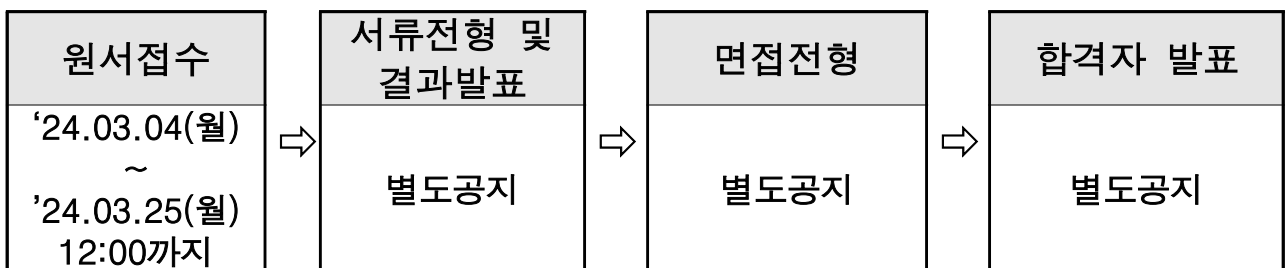 원서접수
‘24.03.04(월)
~
’24.03.25(월)
12:00까지
⇨
서류전형 및
결과발표
별도공지
⇨
면접전형
별도공지
⇨
합격자 발표
별도공지